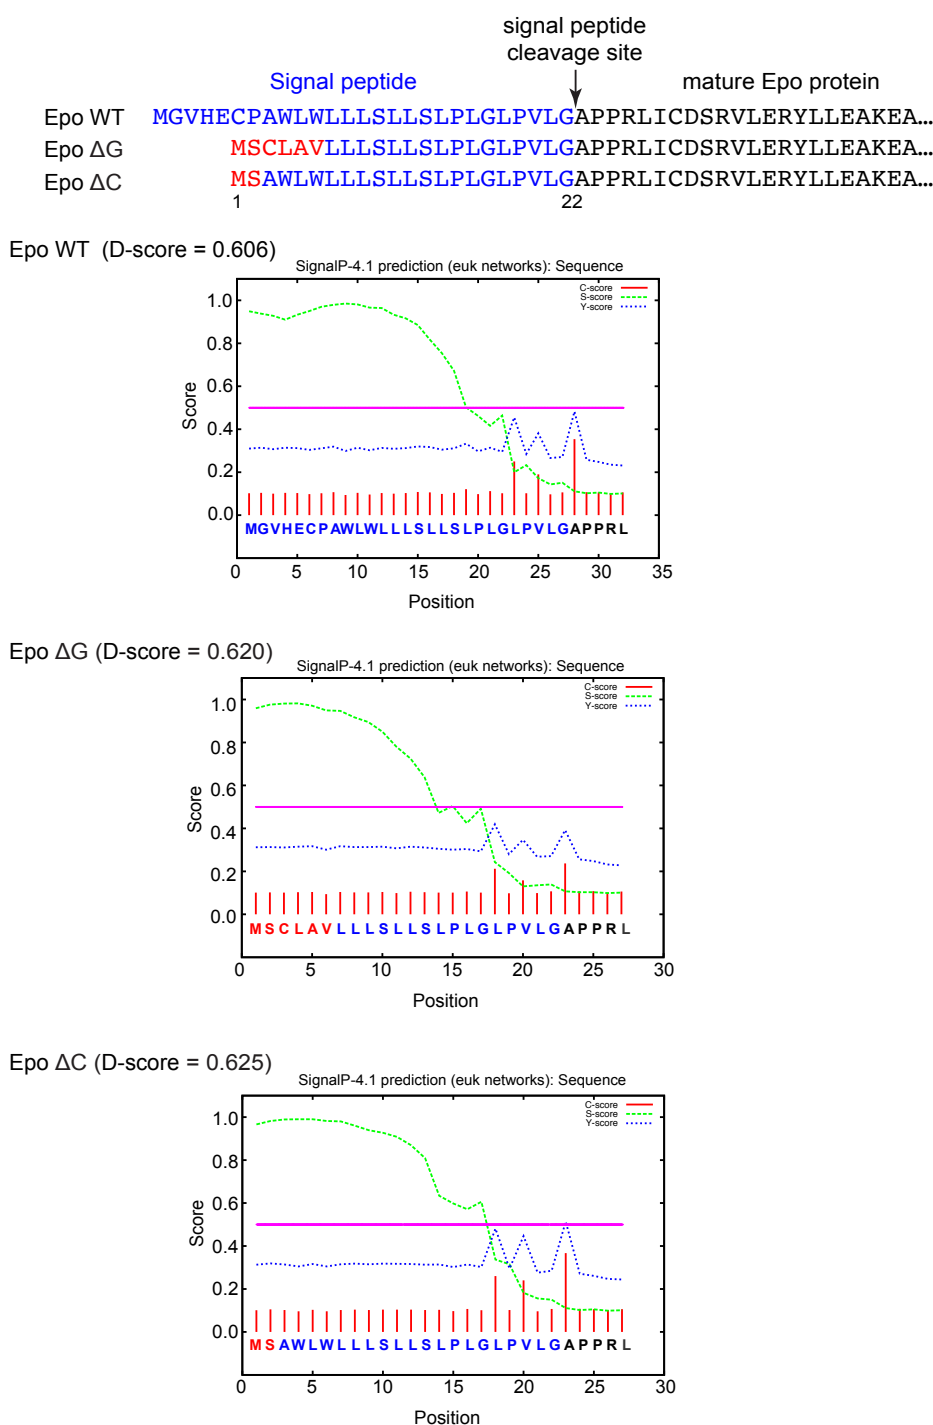 signal peptide
cleavage site
Signal peptide
mature Epo protein
Epo WT MGVHECPAWLWLLLSLLSLPLGLPVLGAPPRLICDSRVLERYLLEAKEA...
Epo ΔG MSCLAVLLLSLLSLPLGLPVLGAPPRLICDSRVLERYLLEAKEA...
Epo ΔC MSAWLWLLLSLLSLPLGLPVLGAPPRLICDSRVLERYLLEAKEA...
1 22
Epo WT (D-score = 0.606)
SignalP-4.1 prediction (euk networks): Sequence
C-score
S-score
Y-score
1.0
0.8
0.6
0.4
0.2
0.0
Score
MGVHECPAWLWLLLSLLSLPLGLPVLGAPPRL
0 5 10 15 20 25 30 35
Position
Epo ΔG (D-score = 0.620)
SignalP-4.1 prediction (euk networks): Sequence
C-score
S-score
Y-score
1.0
0.8
0.6
0.4
0.2
0.0
Score
MSCLAVLLLSLLSLPLGLPVLGAPPRL
0 5 10 15 20 25 30
Position
Epo ΔC (D-score = 0.625)
SignalP-4.1 prediction (euk networks): Sequence
C-score
S-score
Y-score
1.0
0.8
0.6
0.4
0.2
0.0
Score
MSAWLWLLLSLLSLPLGLPVLGAPPRL
0 5 10 15 20 25 30
Position